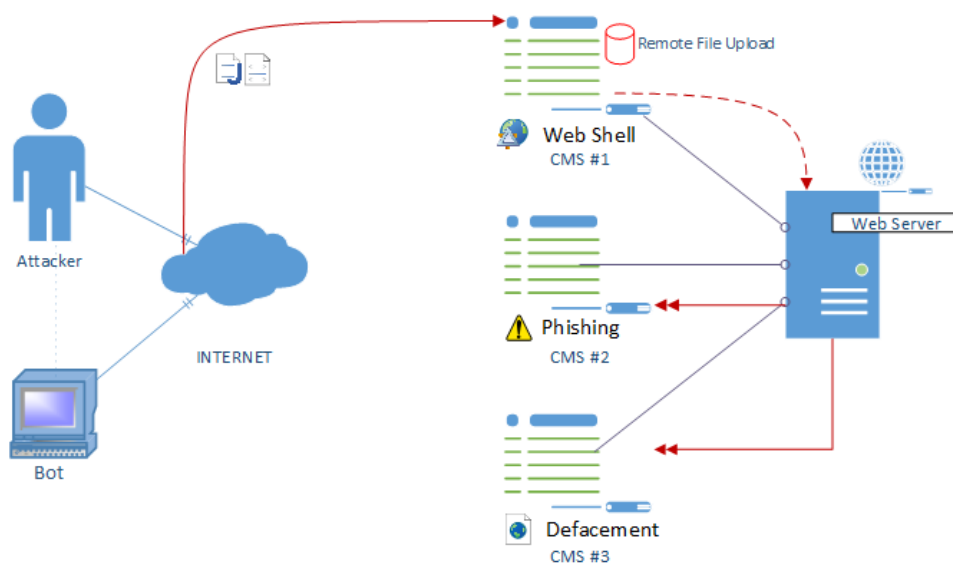 Remote File Upload
Web Shell
CMS #1
Attacker
Web Server
INTERNET
Phishing
CMS #2
Bot
Defacement
CMS #3